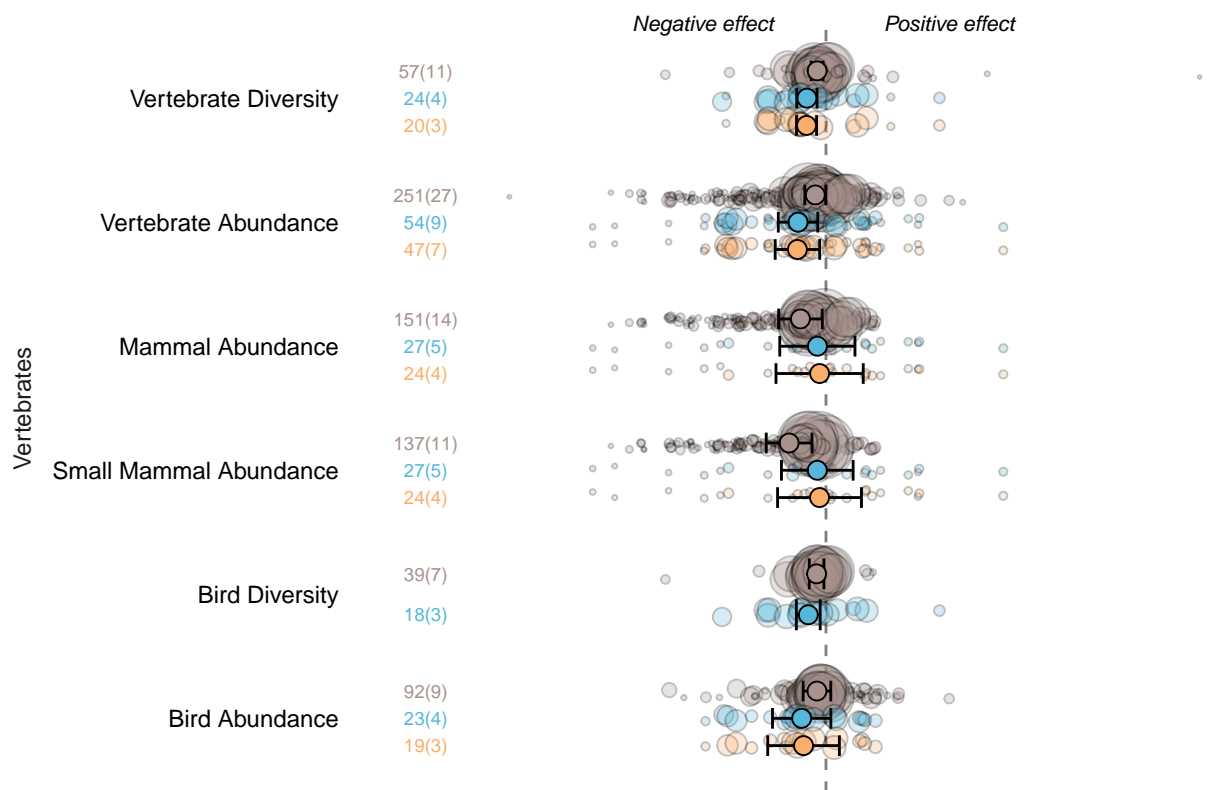 Negative effect
Positive effect
Vertebrates
Vertebrate Diversity
57(11)
24(4)
20(3)
Vertebrate Abundance
251(27)
54(9)
47(7)
Mammal Abundance
151(14)
27(5)
24(4)
Small Mammal Abundance
137(11)
27(5)
24(4)
Bird Diversity
39(7)
18(3)
Bird Abundance
92(9)
23(4)
19(3)